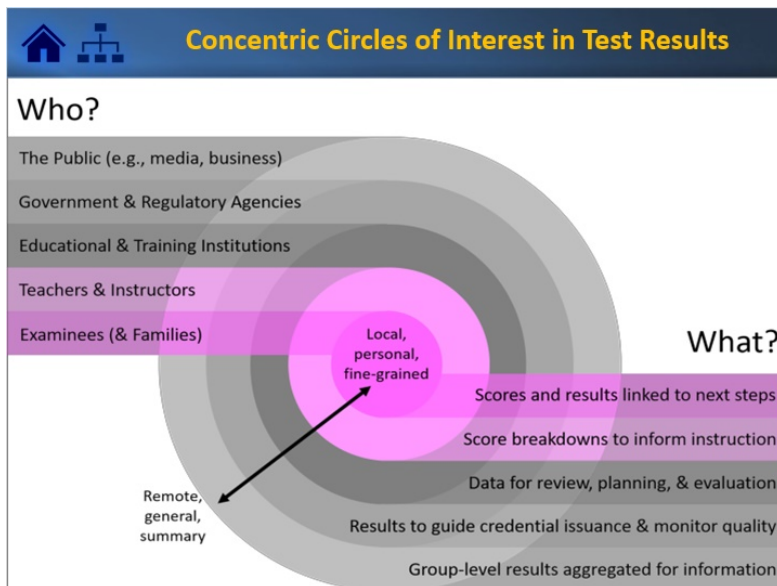 Concentric Circles of Interest in Test Results
Who?
The Public (e.g., media, business)
Government & Regulatory Agencies
Educational & Training Institutions
Teachers & Instructors
Examinees (& Families)
Local,
personal,
fine-grained
What?
Scores and results linked to next steps
Score breakdowns to inform instruction
Data for review, planning, & evaluation
Remote,
general,
summary
Results to guide credential issuance & monitor quality
Group-level results aggregated for information